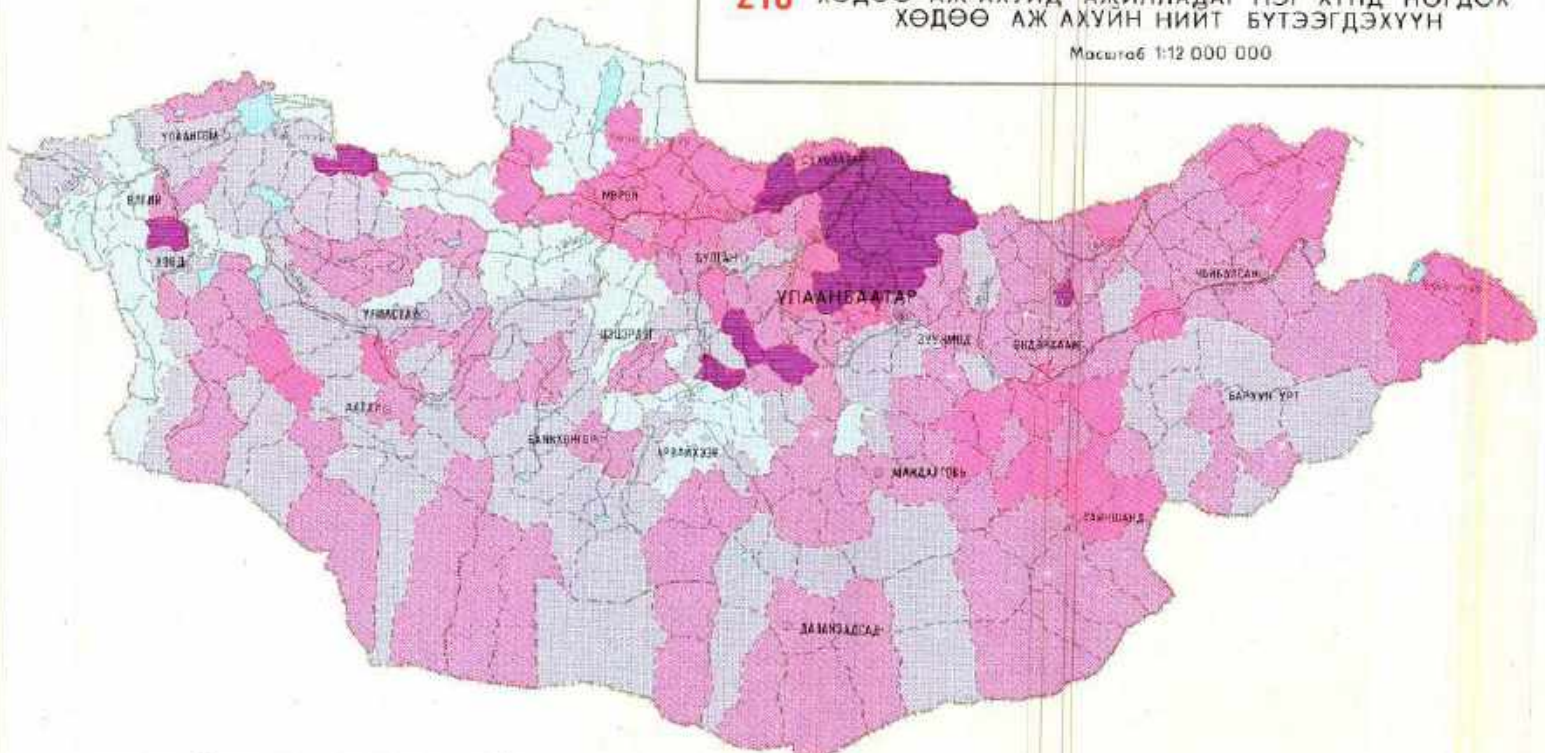 ХӨДӨӨ АЖ АХУЙН НИЙТ БҮТЭЭГДЭХҮҮН
Масштаб 1:12 000 000
УЛААНГОМ
ӨЛГИЙ
ХОВД
МӨРӨН
СҮХБААТАР
БУЛГАН
УЛААНБААТАР
ЧОЙБАЛСАН
УЛИАСТАЙ
ЦЭЦЭРЛЭГ
ЗУУНМОД
ӨНДӨРХААН
АЛТАЙ
БАРУУН УРТ
БАЯНХОНГОР
АРВАЙХЭЭР
МАНДАЛГОВЬ
САЙНШАНД
ДАЛАНЗАДГАД